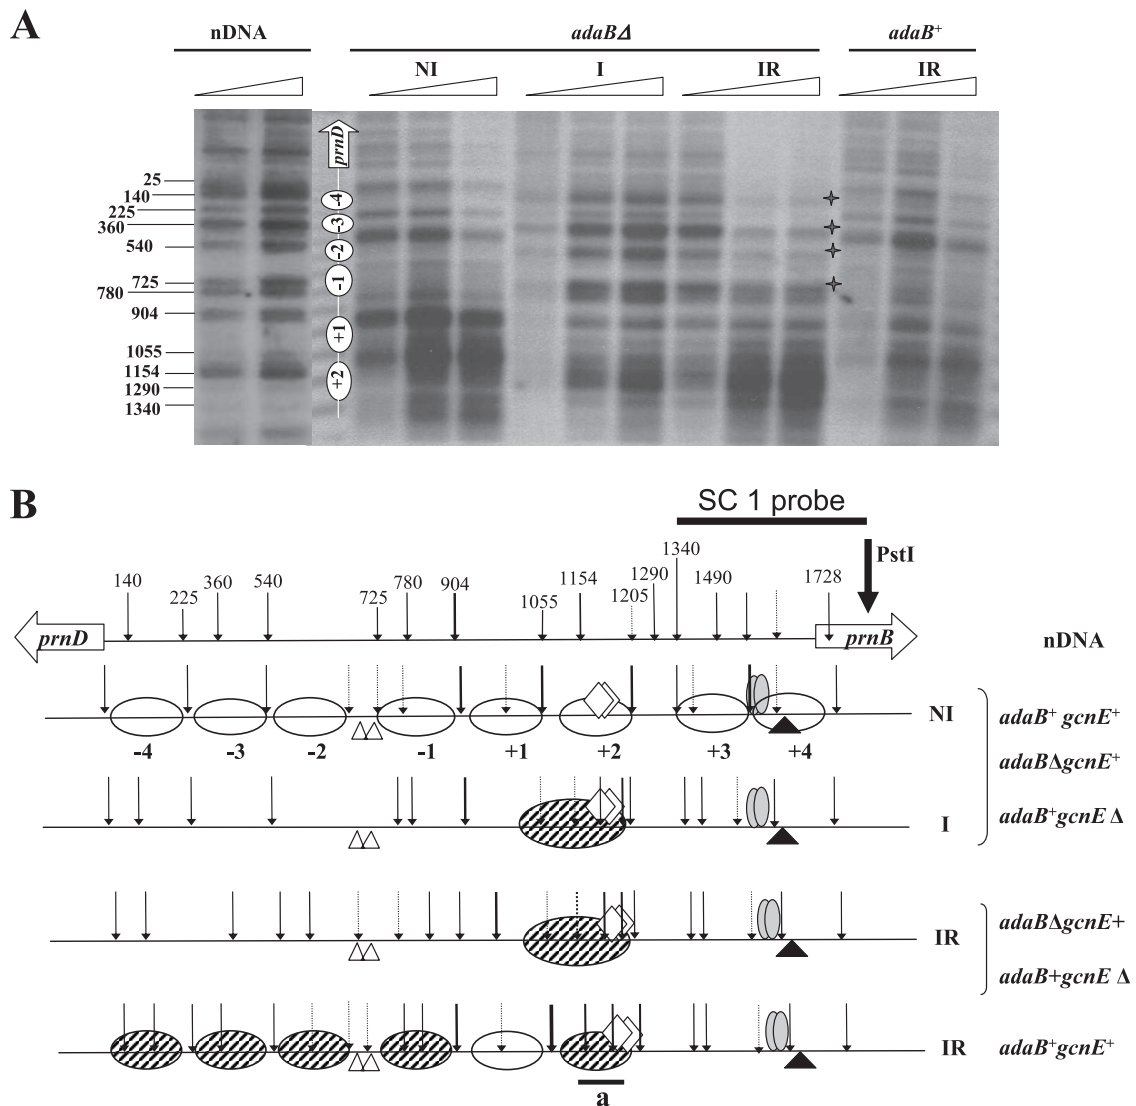 A
nDNA
adaBΔ
adaB⁺
NI
I
IR
IR
prnD
25
140
225
360
540
725
780
904
1055
1154
1290
1340
-4
-3
-2
-1
+1
+2
B
SC 1 probe
PstI
140
225
360
540
725
780
904
1055
1154
1205
1290
1340
1490
1728
prnD
prnB
nDNA
NI
-4
-3
-2
-1
+1
+2
+3
+4
adaB⁺ gcnE⁺
adaBΔgcnE⁺
adaB⁺gcnE Δ
I
IR
adaBΔgcnE+
adaB+gcnE Δ
IR
adaB⁺gcnE⁺
a